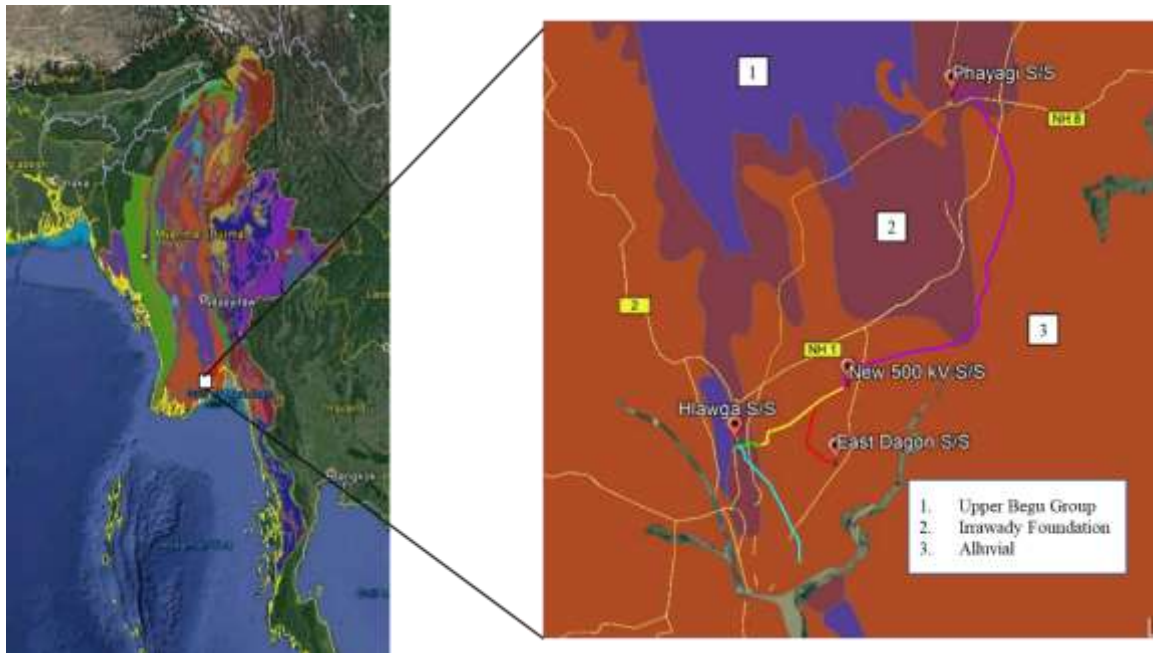 Bangkok
1
Phayagi S/S
NH 8
2
2
3
NH 1
New 500 kV S/S
Hlawga S/S
East Dagon S/S
1. Upper Begu Group
2. Irrawady Foundation
3. Alluvial